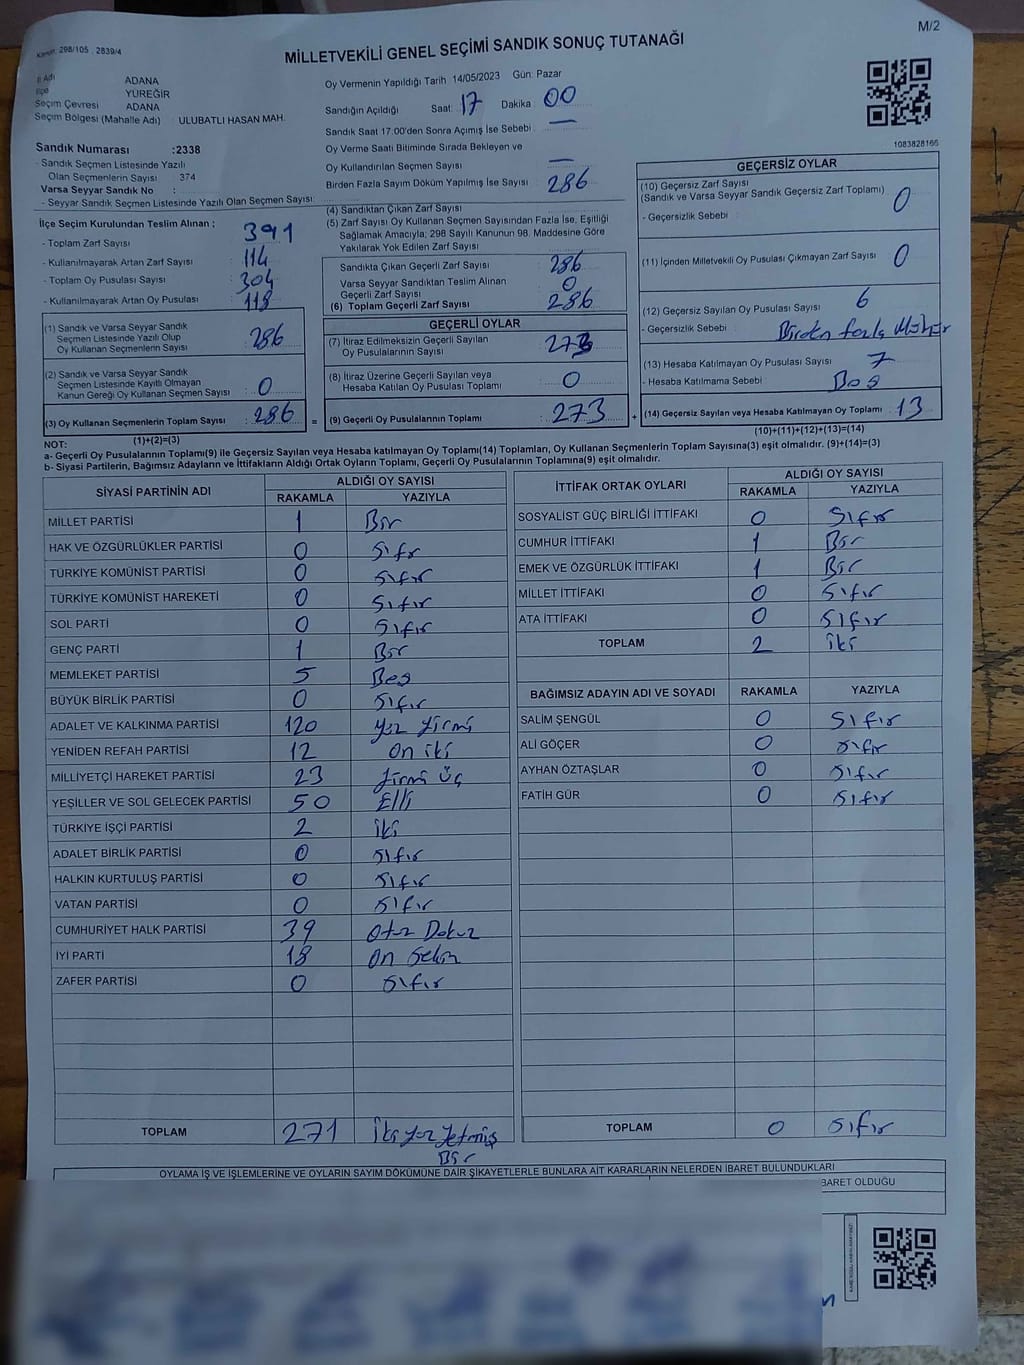 M/2
Kanun: 298/105 . 2839/4
MİLLETVEKİLİ GENEL SEÇİMİ SANDIK SONUÇ TUTANAĞI
İl Adı ADANA
İlçe YÜREĞİR
Seçim Çevresi ADANA
Seçim Bölgesi (Mahalle Adı) : ULUBATLI HASAN MAH.
Sandık Numarası :2338
- Sandık Seçmen Listesinde Yazılı
Olan Seçmenlerin Sayısı : 374
Varsa Seyyar Sandık No :
- Seyyar Sandık Seçmen Listesinde Yazılı Olan Seçmen Sayısı:
Oy Vermenin Yapıldığı Tarih : 14/05/2023 Gün: Pazar
Sandığın Açıldığı Saat: 17 Dakika : 00
Sandık Saat 17.00'den Sonra Açımış İse Sebebi : —
Oy Verme Saati Bitiminde Sırada Bekleyen ve
Oy Kullandırılan Seçmen Sayısı : —
Birden Fazla Sayım Döküm Yapılmış İse Sayısı :
(4) Sandıktan Çıkan Zarf Sayısı : 286
(5) Zarf Sayısı Oy Kullanan Seçmen Sayısından Fazla İse, Eşitliği
Sağlamak Amacıyla; 298 Sayılı Kanunun 98. Maddesine Göre
Yakılarak Yok Edilen Zarf Sayısı :
1083828166
İlçe Seçim Kurulundan Teslim Alınan ;
- Toplam Zarf Sayısı : 391
- Kullanılmayarak Artan Zarf Sayısı : 114
- Toplam Oy Pusulası Sayısı : 304
- Kullanılmayarak Artan Oy Pusulası : 118
Sandıkta Çıkan Geçerli Zarf Sayısı : 286
Varsa Seyyar Sandıktan Teslim Alınan
Geçerli Zarf Sayısı : 0
(6) Toplam Geçerli Zarf Sayısı : 286
GEÇERSİZ OYLAR
(10) Geçersiz Zarf Sayısı
(Sandık ve Varsa Seyyar Sandık Geçersiz Zarf Toplamı) : 0
- Geçersizlik Sebebi :
(11) İçinden Milletvekili Oy Pusulası Çıkmayan Zarf Sayısı : 0
(12) Geçersiz Sayılan Oy Pusulası Sayısı : 6
- Geçersizlik Sebebi : Birden fazla Mühür
(13) Hesaba Katılmayan Oy Pusulası Sayısı : 7
- Hesaba Katılmama Sebebi : Boş
(14) Geçersiz Sayılan veya Hesaba Katılmayan Oy Toplamı : 13
(10)+(11)+(12)+(13)=(14)
(1) Sandık ve Varsa Seyyar Sandık
Seçmen Listesinde Yazılı Olup
Oy Kullanan Seçmenlerin Sayısı : 286
(2) Sandık ve Varsa Seyyar Sandık
Seçmen Listesinde Kayıtlı Olmayan
Kanun Gereği Oy Kullanan Seçmen Sayısı : 0
(3) Oy Kullanan Seçmenlerin Toplam Sayısı : 286 =
(1)+(2)=(3)
GEÇERLİ OYLAR
(7) İtiraz Edilmeksizin Geçerli Sayılan
Oy Pusulalarının Sayısı : 273
(8) İtiraz Üzerine Geçerli Sayılan veya
Hesaba Katılan Oy Pusulası Toplamı : 0
(9) Geçerli Oy Pusulalarının Toplamı : 273 +
NOT:
a- Geçerli Oy Pusulalarının Toplamı(9) ile Geçersiz Sayılan veya Hesaba katılmayan Oy Toplamı(14) Toplamları, Oy Kullanan Seçmenlerin Toplam Sayısına(3) eşit olmalıdır. (9)+(14)=(3)
b- Siyasi Partilerin, Bağımsız Adayların ve İttifakların Aldığı Ortak Oyların Toplamı, Geçerli Oy Pusulalarının Toplamına(9) eşit olmalıdır.
SİYASİ PARTİNİN ADI ALDIĞI OY SAYISI
RAKAMLA YAZIYLA
MİLLET PARTİSİ 1 Bir
HAK VE ÖZGÜRLÜKLER PARTİSİ 0 Sıfır
TÜRKİYE KOMÜNİST PARTİSİ 0 Sıfır
TÜRKİYE KOMÜNİST HAREKETİ 0 Sıfır
SOL PARTİ 0 Sıfır
GENÇ PARTİ 1 Bir
MEMLEKET PARTİSİ 5 Beş
BÜYÜK BİRLİK PARTİSİ 0 Sıfır
ADALET VE KALKINMA PARTİSİ 120 Yüz Yirmi
YENİDEN REFAH PARTİSİ 12 On iki
MİLLİYETÇİ HAREKET PARTİSİ 23 Yirmi Üç
YEŞİLLER VE SOL GELECEK PARTİSİ 50 Elli
TÜRKİYE İŞÇİ PARTİSİ 2 İki
ADALET BİRLİK PARTİSİ 0 Sıfır
HALKIN KURTULUŞ PARTİSİ 0 Sıfır
VATAN PARTİSİ 0 Sıfır
CUMHURİYET HALK PARTİSİ 39 Otuz Dokuz
İYİ PARTİ 18 On Sekiz
ZAFER PARTİSİ 0 Sıfır
TOPLAM 271 İki yüz Yetmiş
Bir
İTTİFAK ORTAK OYLARI ALDIĞI OY SAYISI
RAKAMLA YAZIYLA
SOSYALİST GÜÇ BİRLİĞİ İTTİFAKI 0 Sıfır
CUMHUR İTTİFAKI 1 Bir
EMEK VE ÖZGÜRLÜK İTTİFAKI 1 Bir
MİLLET İTTİFAKI 0 Sıfır
ATA İTTİFAKI 0 Sıfır
TOPLAM 2 İki
BAĞIMSIZ ADAYIN ADI VE SOYADI RAKAMLA YAZIYLA
SALİM ŞENGÜL 0 Sıfır
ALİ GÖÇER 0 Sıfır
AYHAN ÖZTAŞLAR 0 Sıfır
FATİH GÜR 0 Sıfır
TOPLAM 0 Sıfır
OYLAMA İŞ VE İŞLEMLERİNE VE OYLARIN SAYIM DÖKÜMÜNE DAİR ŞİKAYETLERLE BUNLARA AİT KARARLARIN NELERDEN İBARET BULUNDUKLARI
BARET OLDUĞU